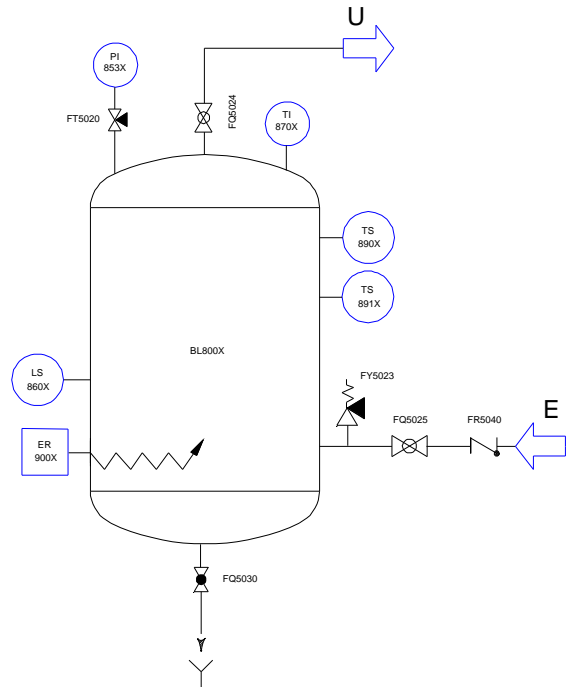 U
PI
853X
FT5020
FQ5024
TI
870X
TS
890X
TS
891X
BL800X
LS
860X
FY5023
ER
900X
FQ5025
FR5040
E
FQ5030